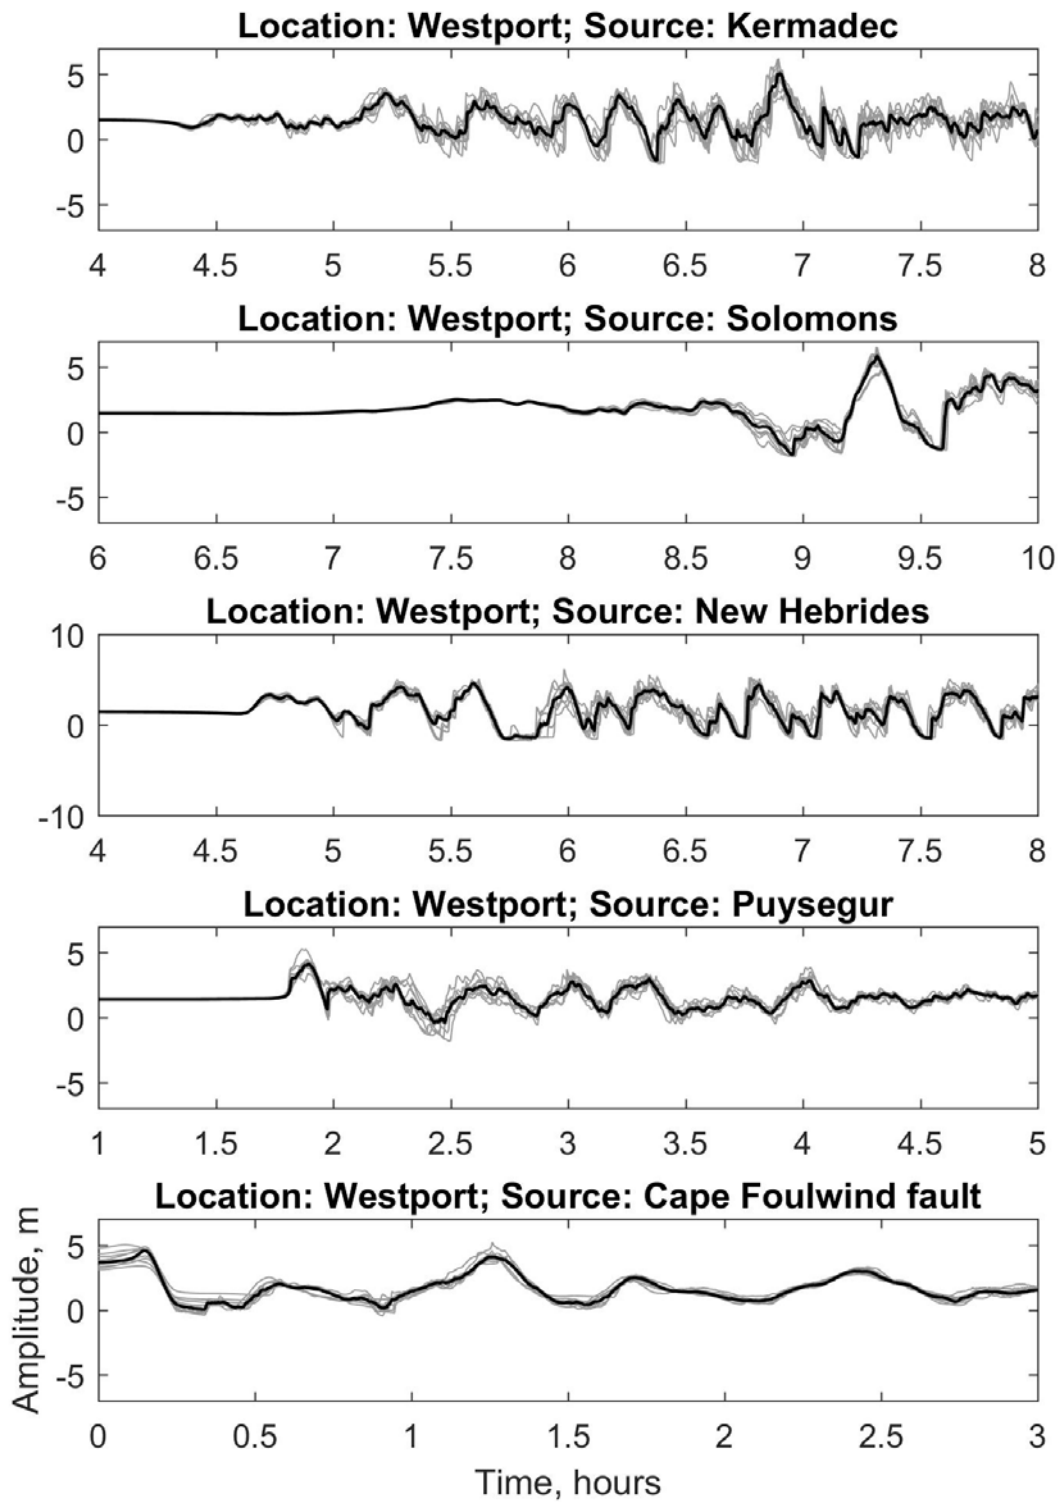 Location: Westport; Source: Kermadec
5
0
-5
4 4.5 5 5.5 6 6.5 7 7.5 8
Location: Westport; Source: Solomons
5
0
-5
6 6.5 7 7.5 8 8.5 9 9.5 10
Location: Westport; Source: New Hebrides
10
0
-10
4 4.5 5 5.5 6 6.5 7 7.5 8
Location: Westport; Source: Puysegur
5
0
-5
1 1.5 2 2.5 3 3.5 4 4.5 5
Location: Westport; Source: Cape Foulwind fault
Amplitude, m
5
0
-5
0 0.5 1 1.5 2 2.5 3
Time, hours